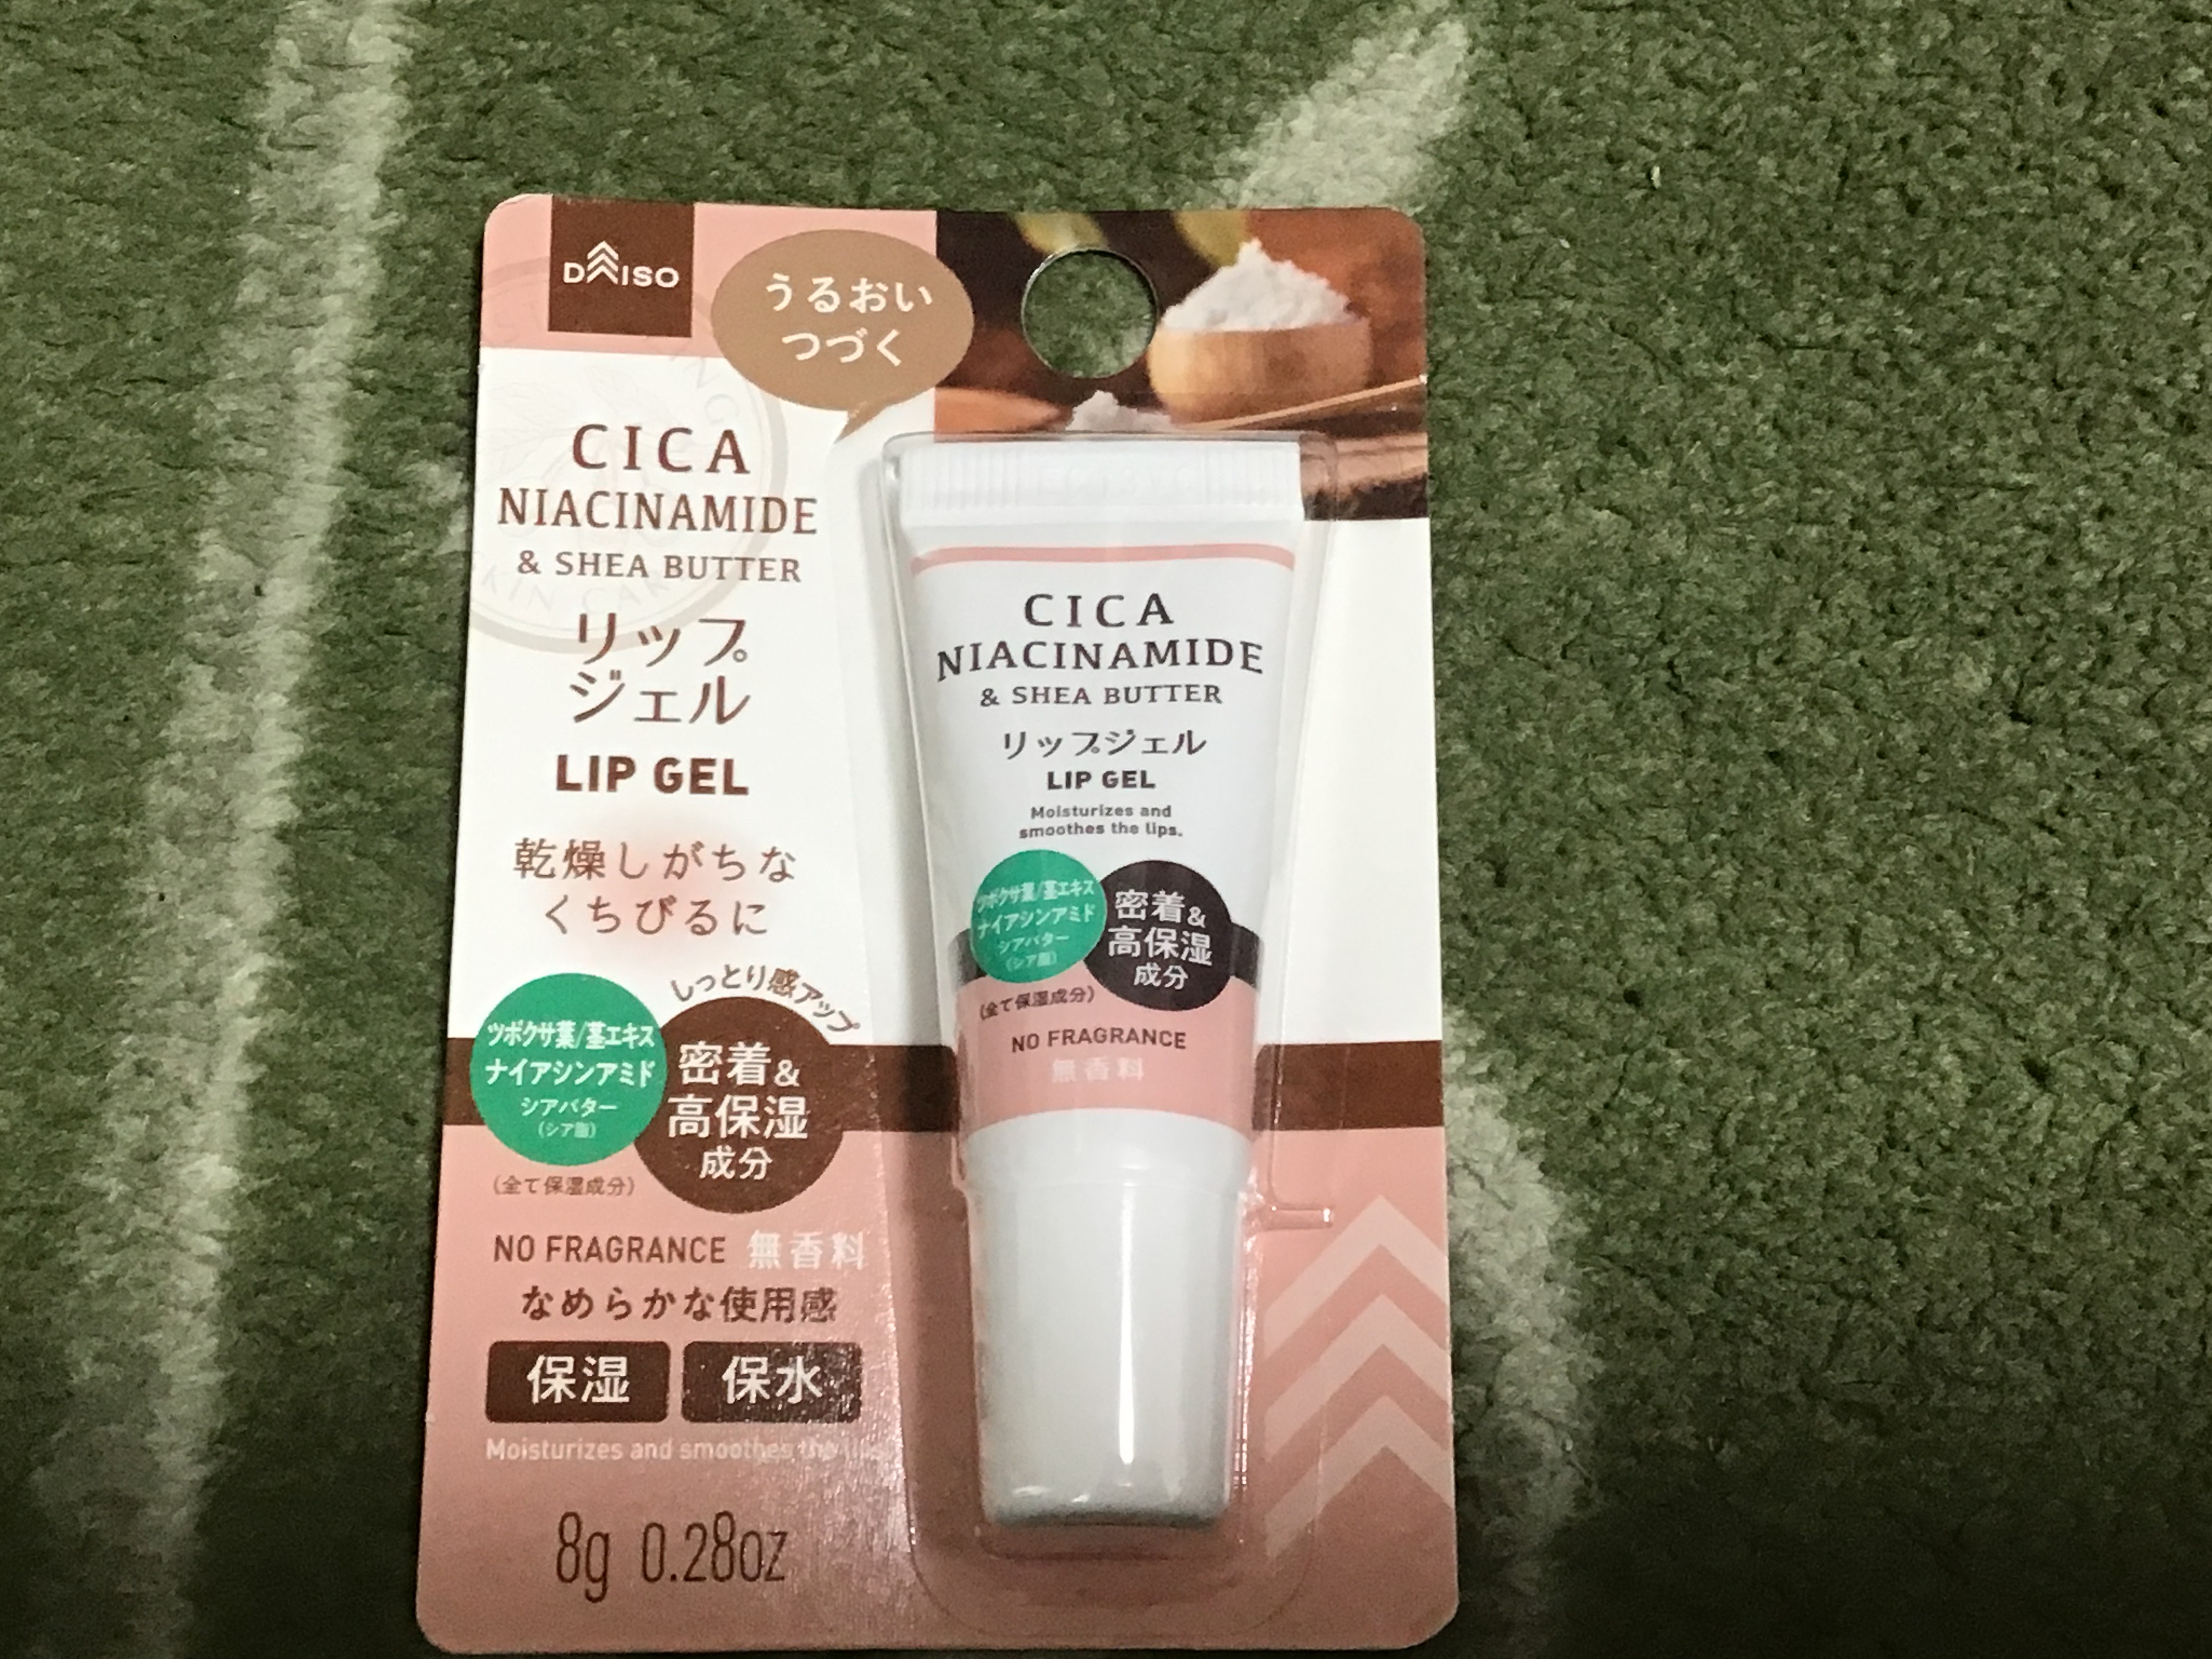 DAISO
うるおい
つづく
CICA
NIACINAMIDE
& SHEA BUTTER
リップ
ジェル
LIP GEL
乾燥しがちな
くちびるに
しっとり感アップ
ツボクサ葉/茎エキス
ナイアシンアミド
シアバター
(シア脂)
密着&
高保湿
成分
(全て保湿成分)
NO FRAGRANCE 無香料
なめらかな使用感
保湿 保水
Moisturizes and smoothes the lips
8g 0.28oz
CICA
NIACINAMIDE
& SHEA BUTTER
リップジェル
LIP GEL
Moisturizes and
smoothes the lips.
ツボクサ葉/茎エキス
ナイアシンアミド
シアバター
(シア脂)
密着&
高保湿
成分
(全て保湿成分)
NO FRAGRANCE
無香料